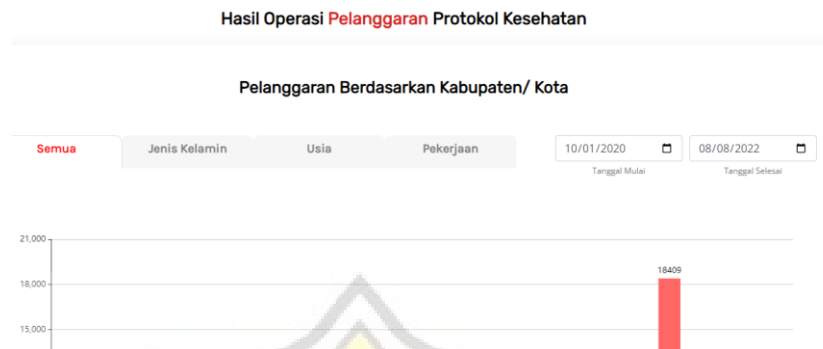 Hasil Operasi Pelanggaran Protokol Kesehatan
Pelanggaran Berdasarkan Kabupaten/ Kota
Semua Jenis Kelamin Usia Pekerjaan 10/01/2020 08/08/2022
Tanggal Mulai Tanggal Selesai
21,000
18409
18,000
15,000